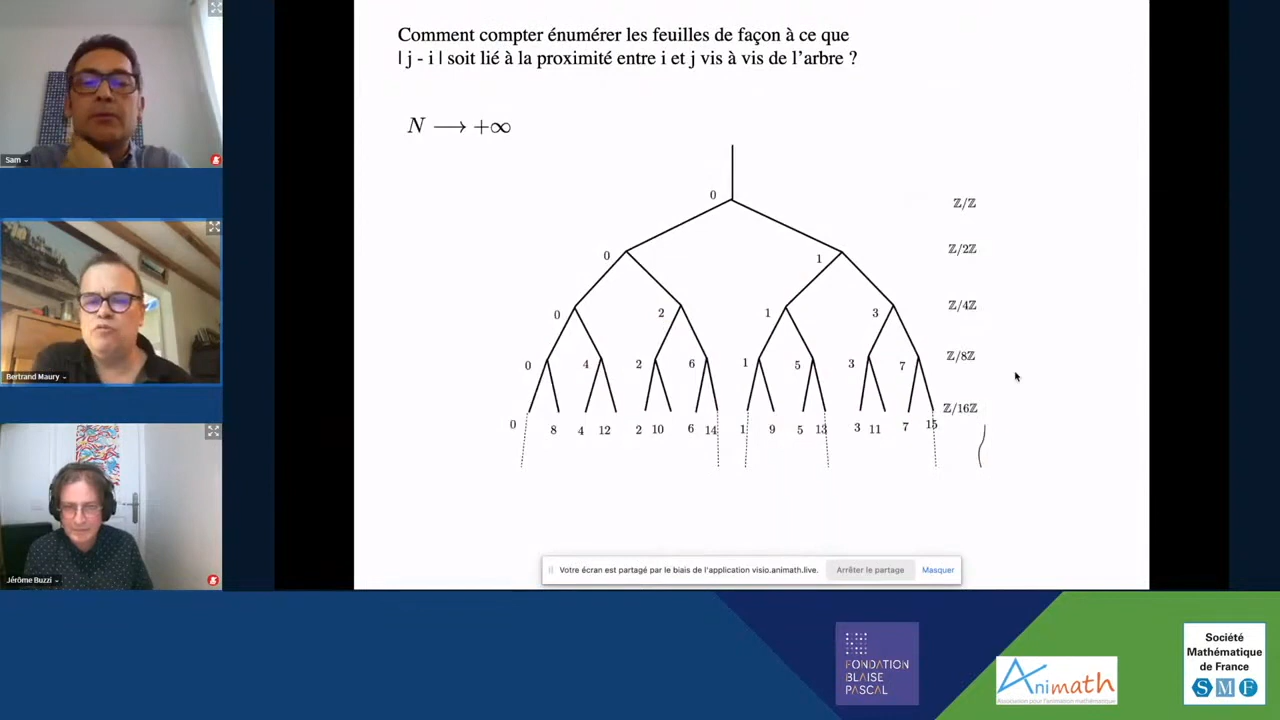 Comment compter énumérer les feuilles de façon à ce que
| j - i | soit lié à la proximité entre i et j vis à vis de l'arbre ?
N ⟶ +∞
0 ℤ/ℤ
0 1 ℤ/2ℤ
0 2 1 3 ℤ/4ℤ
0 4 2 6 1 5 3 7 ℤ/8ℤ
ℤ/16ℤ
0 8 4 12 2 10 6 14 1 9 5 13 3 11 7 15
Sam
Bertrand Maury
Jérôme Buzzi
Votre écran est partagé par le biais de l'application visio.animath.live. Arrêter le partage Masquer
FONDATION
BLAISE
PASCAL
Animath
Association pour l'animation mathématique
Société
Mathématique
de France
S M F